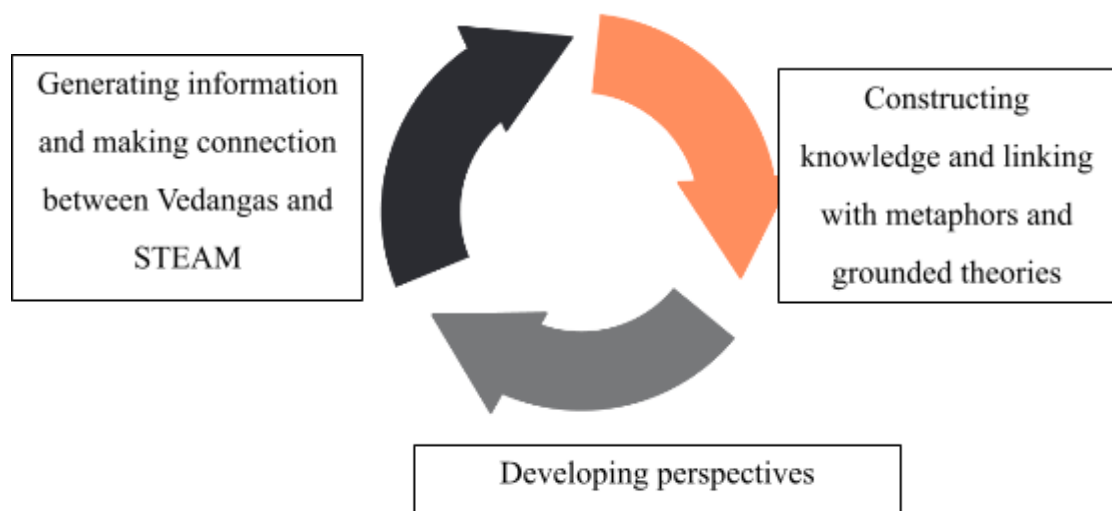 Generating information
and making connection
between Vedangas and
STEAM
Constructing
knowledge and linking
with metaphors and
grounded theories
Developing perspectives